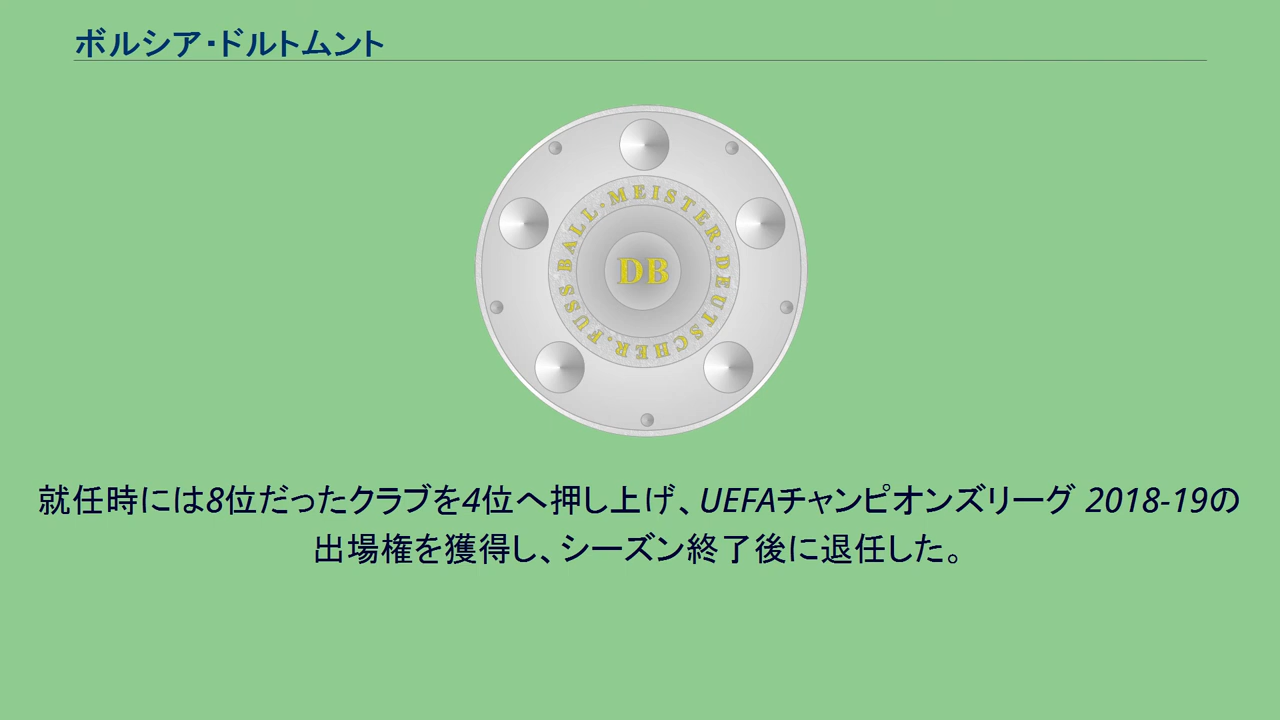 ボルシア・ドルトムント
MEISTER・DEUTSCHER・FUSSBALL・
DB
就任時には8位だったクラブを4位へ押し上げ、UEFAチャンピオンズリーグ 2018-19の
出場権を獲得し、シーズン終了後に退任した。